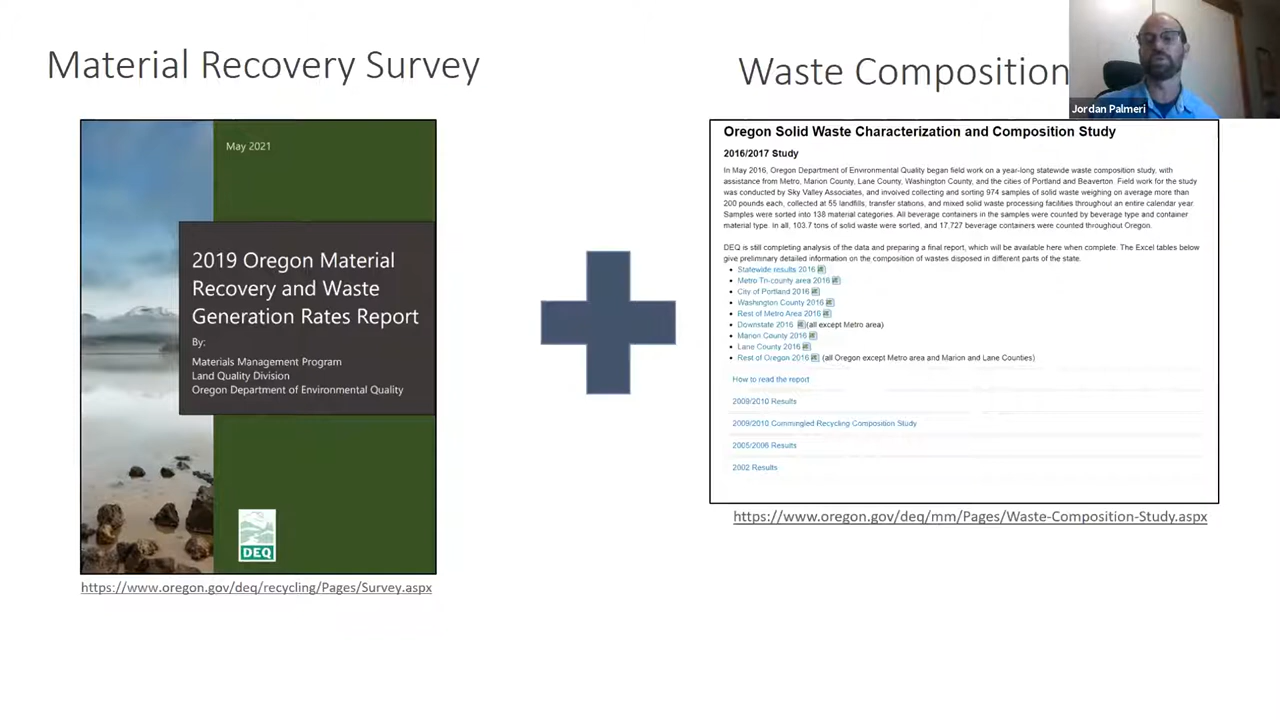 Material Recovery Survey
Waste Composition
Jordan Palmeri
May 2021
2019 Oregon Material
Recovery and Waste
Generation Rates Report
By:
Materials Management Program
Land Quality Division
Oregon Department of Environmental Quality
DEQ
https://www.oregon.gov/deq/recycling/Pages/Survey.aspx
Oregon Solid Waste Characterization and Composition Study
2016/2017 Study
In May 2016, Oregon Department of Environmental Quality began field work on a year-long statewide waste composition study, with
assistance from Metro, Marion County, Lane County, Washington County, and the cities of Portland and Beaverton. Field work for the study
was conducted by Sky Valley Associates, and involved collecting and sorting 974 samples of solid waste weighing on average more than
200 pounds each, collected at 55 landfills, transfer stations, and mixed solid waste processing facilities throughout an entire calendar year.
Samples were sorted into 138 material categories. All beverage containers in the samples were counted by beverage type and container
material type. In all, 103.7 tons of solid waste were sorted, and 17,727 beverage containers were counted throughout Oregon.
DEQ is still completing analysis of the data and preparing a final report, which will be available here when complete. The Excel tables below
give preliminary detailed information on the composition of wastes disposed in different parts of the state.
• Statewide results 2016
• Metro Tri-county area 2016
• City of Portland 2016
• Washington County 2016
• Rest of Metro Area 2016
• Downstate 2016 (all except Metro area)
• Marion County 2016
• Lane County 2016
• Rest of Oregon 2016 (all Oregon except Metro area and Marion and Lane Counties)
How to read the report
2009/2010 Results
2009/2010 Commingled Recycling Composition Study
2005/2006 Results
2002 Results
https://www.oregon.gov/deq/mm/Pages/Waste-Composition-Study.aspx